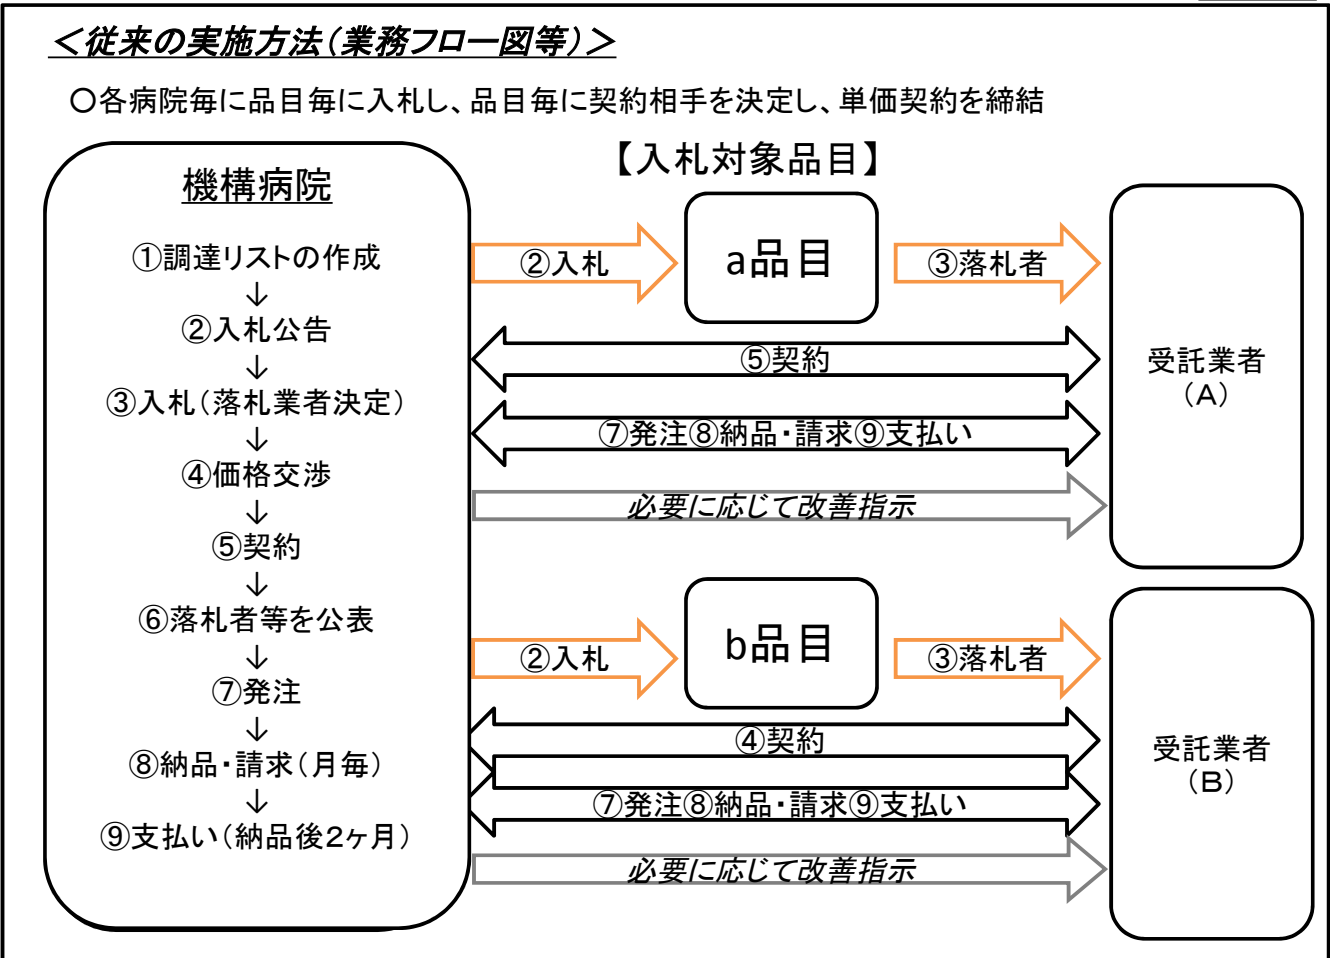 ＜従来の実施方法（業務フロー図等）＞
○各病院毎に品目毎に入札し、品目毎に契約相手を決定し、単価契約を締結
機構病院
①調達リストの作成
↓
②入札公告
↓
③入札（落札業者決定）
↓
④価格交渉
↓
⑤契約
↓
⑥落札者等を公表
↓
⑦発注
↓
⑧納品・請求（月毎）
↓
⑨支払い（納品後２ヶ月）
【入札対象品目】
②入札
a品目
③落札者
⑤契約
⑦発注⑧納品・請求⑨支払い
必要に応じて改善指示
受託業者
（Ａ）
②入札
b品目
③落札者
④契約
⑦発注⑧納品・請求⑨支払い
必要に応じて改善指示
受託業者
（Ｂ）